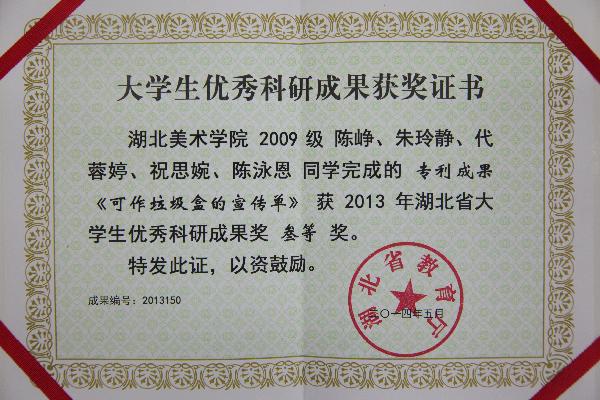 大学生优秀科研成果获奖证书
湖北美术学院 2009 级 陈峥、朱玲静、代
蓉婷、祝思婉、陈泳恩 同学完成的 专利成果
《可作垃圾盒的宣传单》 获 2013 年湖北省大
学生优秀科研成果奖 叁等 奖。
特发此证，以资鼓励。
成果编号：2013150
湖北省教育厅
二〇一四年五月